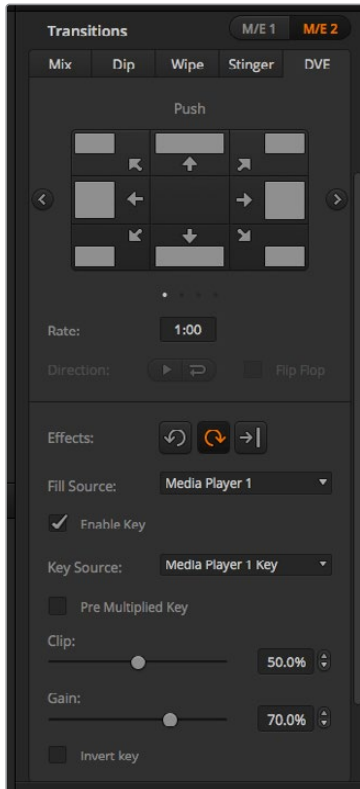 Transitions M/E 1 M/E 2
Mix Dip Wipe Stinger DVE
Push
Rate: 1:00
Direction: Flip Flop
Effects:
Fill Source: Media Player 1
Enable Key
Key Source: Media Player 1 Key
Pre Multiplied Key
Clip:
50.0%
Gain:
70.0%
Invert key